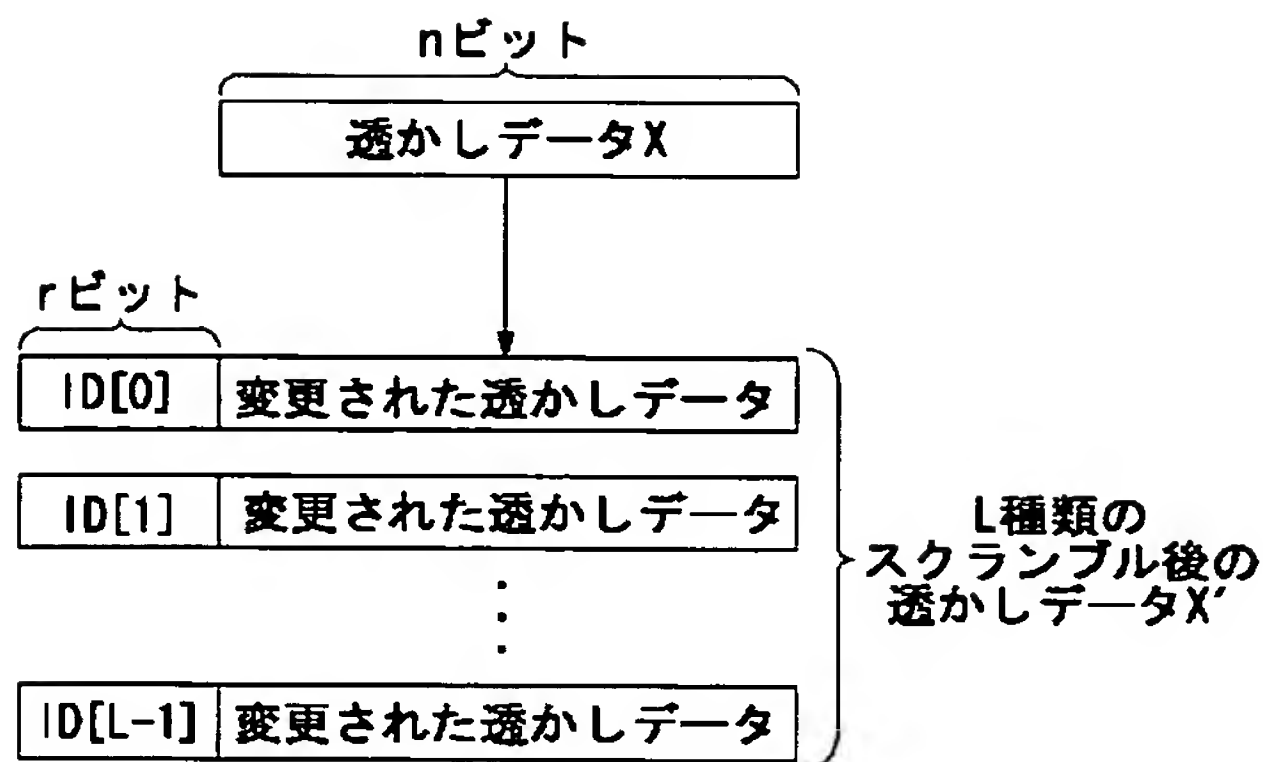 nビット
透かしデータX
rビット
ID[0] 変更された透かしデータ
ID[1] 変更された透かしデータ
L種類の
スクランブル後の
透かしデータX′
ID[L-1] 変更された透かしデータ